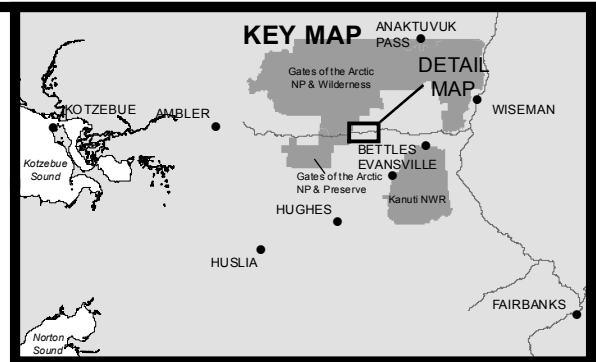 KEY MAP
ANAKTUVUK
PASS
Gates of the Arctic
NP & Wilderness
DETAIL
MAP
KOTZEBUE
AMBLER
WISEMAN
Kotzebue
Sound
BETTLES
EVANSVILLE
Gates of the Arctic
NP & Preserve
Kanuti NWR
HUGHES
HUSLIA
FAIRBANKS
Norton
Sound